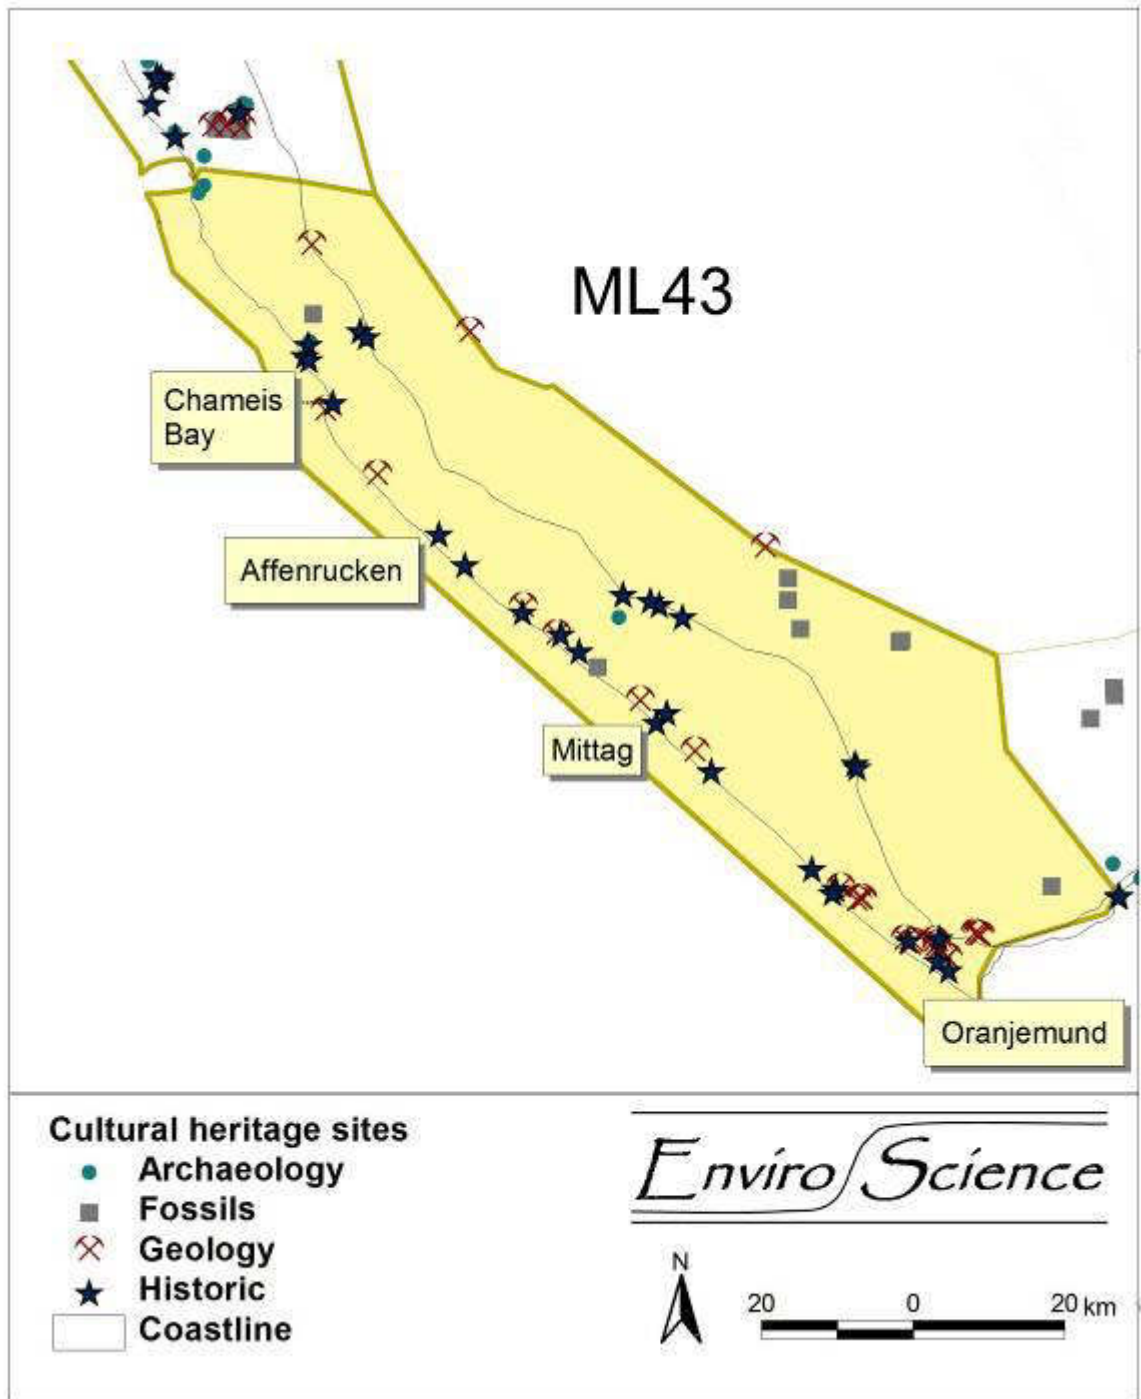 ML43
Chameis
Bay
Affenrucken
Mittag
Oranjemund
Cultural heritage sites
Archaeology
Fossils
Geology
Historic
Coastline
Enviro Science
N
20 0 20 km